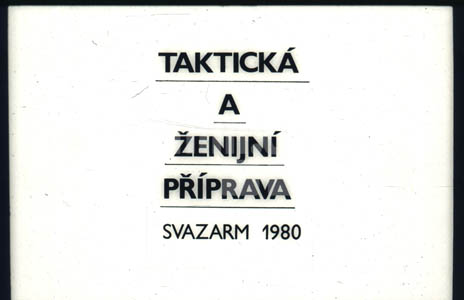 TAKTICKÁ
A
ŽENIJNÍ
PŘÍPRAVA
SVAZARM 1980